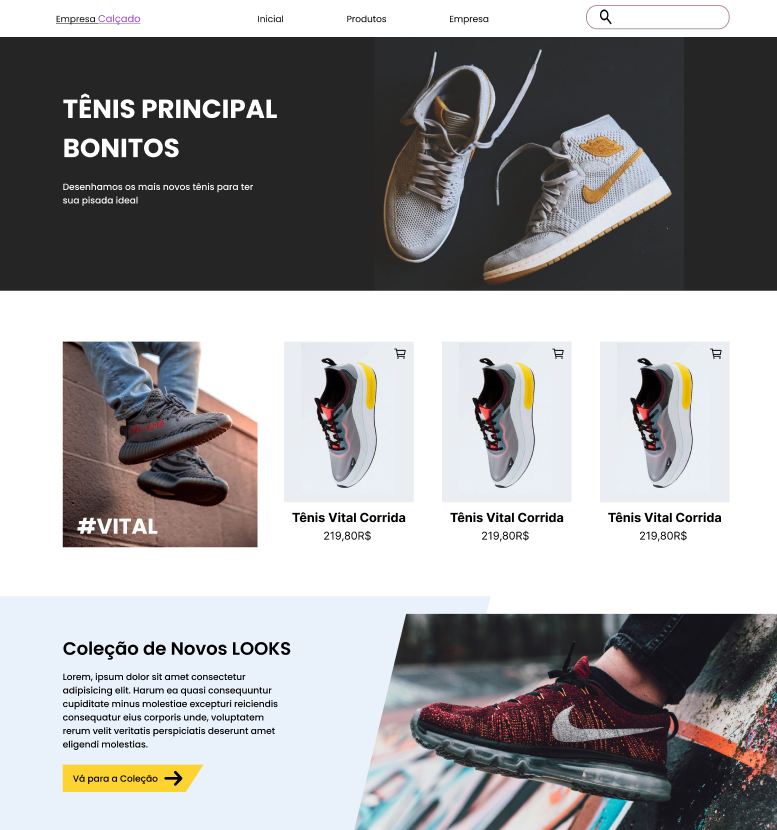 Empresa Calçado
Inicial
Produtos
Empresa
TÊNIS PRINCIPAL
BONITOS
Desenhamos os mais novos tênis para ter
sua pisada ideal
#VITAL
Tênis Vital Corrida
219,80R$
Tênis Vital Corrida
219,80R$
Tênis Vital Corrida
219,80R$
Coleção de Novos LOOKS
Lorem, ipsum dolor sit amet consectetur
adipisicing elit. Harum ea quasi consequuntur
cupiditate minus molestiae excepturi reiciendis
consequatur eius corporis unde, voluptatem
rerum velit veritatis perspiciatis deserunt amet
eligendi molestias.
Vá para a Coleção